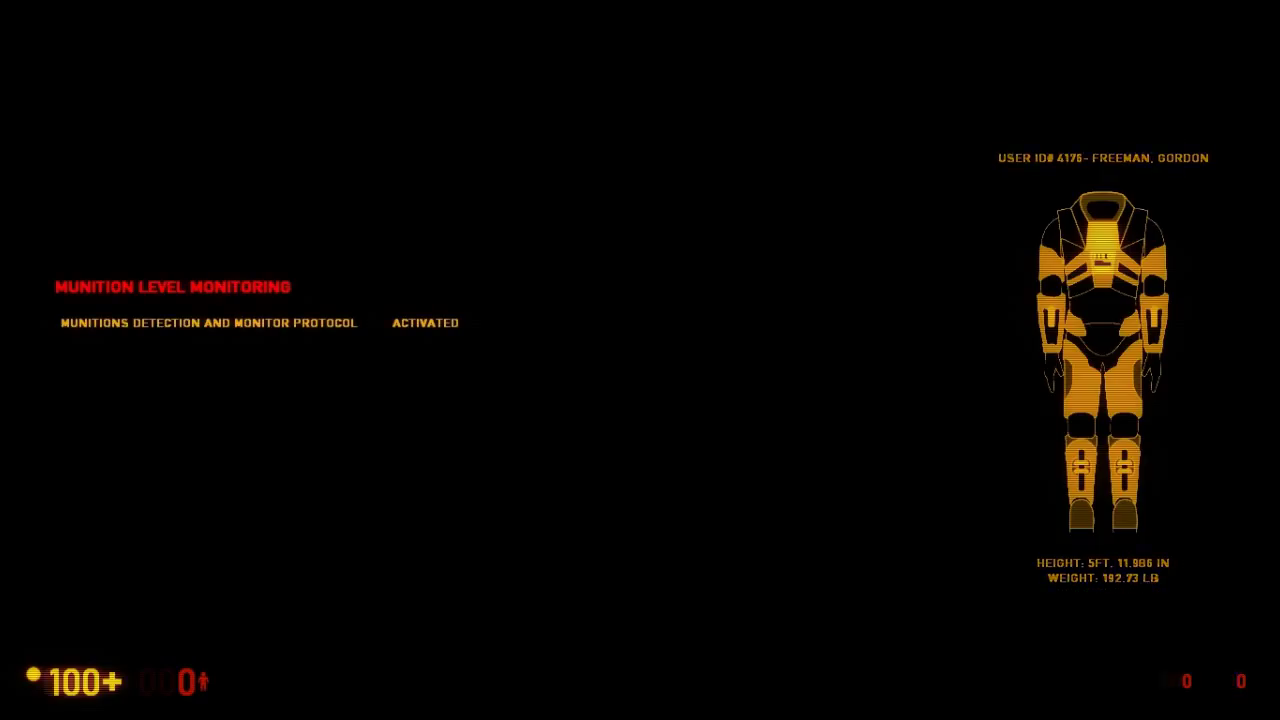 USER ID# 4176- FREEMAN, GORDON
MUNITION LEVEL MONITORING
MUNITIONS DETECTION AND MONITOR PROTOCOL ACTIVATED
HEIGHT: 5FT. 11.986 IN
WEIGHT: 192.73 LB
100+ 0 0 0